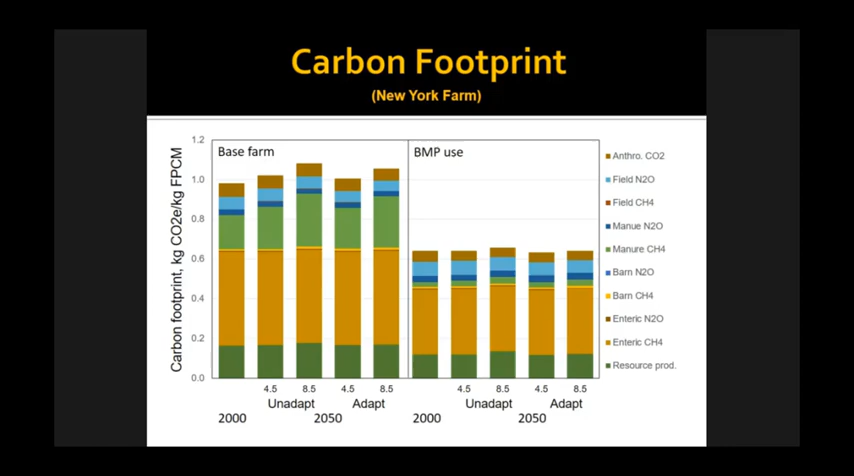 Carbon Footprint
(New York Farm)
Carbon footprint, kg CO2e/kg FPCM
1.2
1.0
0.8
0.6
0.4
0.2
0.0
Base farm
BMP use
4.5 8.5 4.5 8.5 4.5 8.5 4.5 8.5
Unadapt Adapt Unadapt Adapt
2000 2050 2000 2050
Anthro. CO2
Field N2O
Field CH4
Manue N2O
Manure CH4
Barn N2O
Barn CH4
Enteric N2O
Enteric CH4
Resource prod.